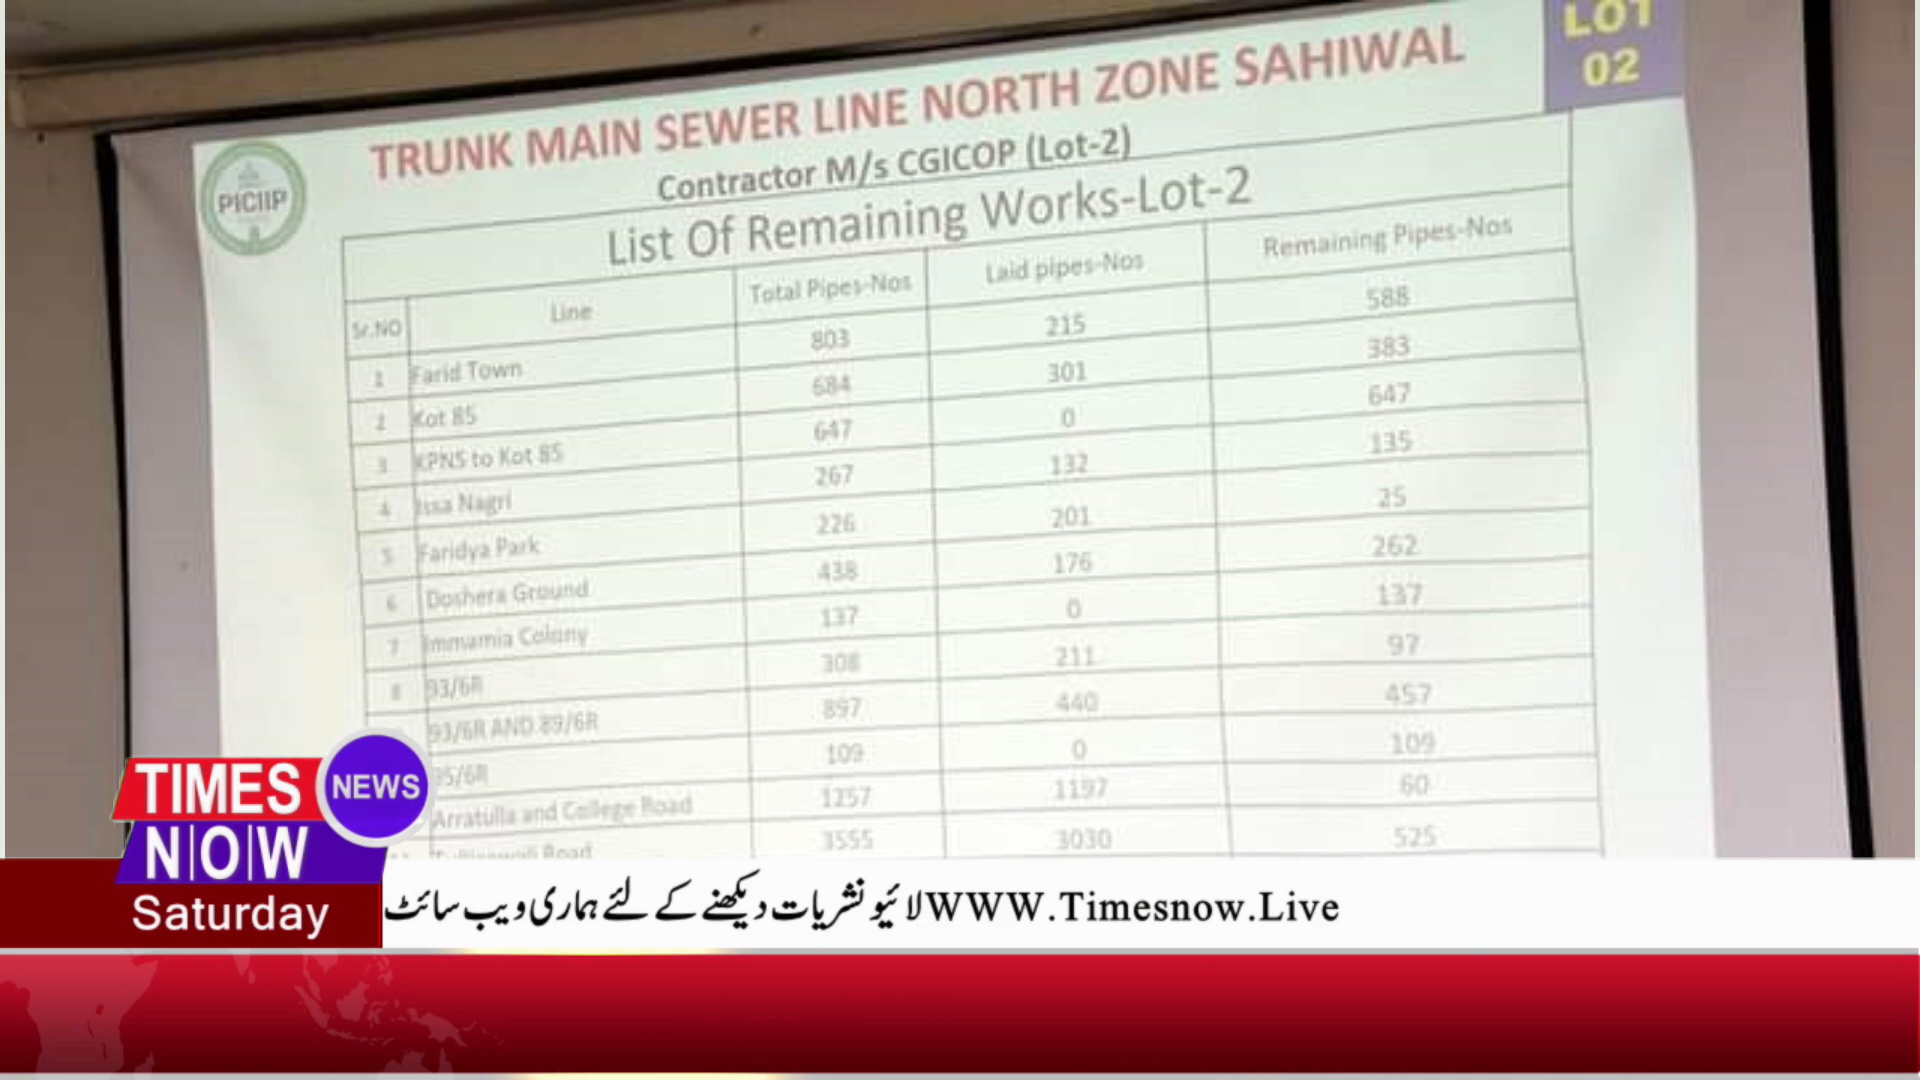 LOT
02
TRUNK MAIN SEWER LINE NORTH ZONE SAHIWAL
Contractor M/s CGICOP (Lot-2)
PICIIP
List Of Remaining Works-Lot-2
Sr.NO Line Total Pipes-Nos Laid pipes-Nos Remaining Pipes-Nos
1 Farid Town 803 215 588
2 Kot 85 684 301 383
3 KPNS to Kot 85 647 0 647
4 Issa Nagri 267 132 135
5 Faridya Park 226 201 25
6 Doshera Ground 438 176 262
7 Immamia Colony 137 0 137
8 93/6R 308 211 97
93/6R AND 89/6R 897 440 457
95/6R 109 0 109
Arratulla and College Road 1257 1197 60
Road 3555 3030 525
TIMES NEWS
NOW
Saturday
لائیو نشریات دیکھنے کے لئے ہماری ویب سائٹ WWW.Timesnow.Live